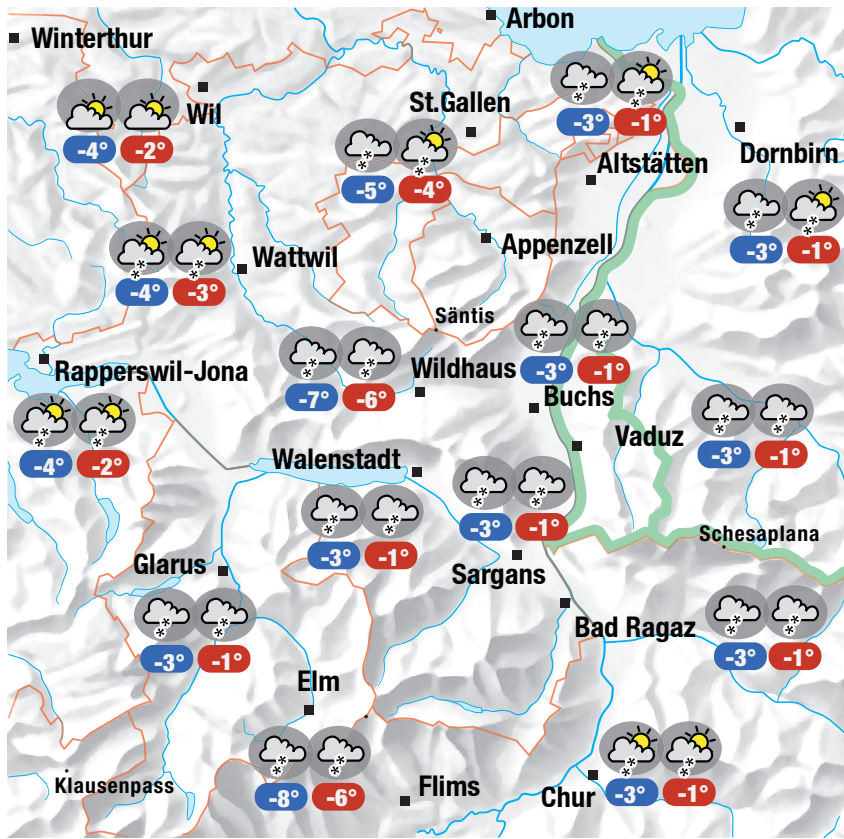 Arbon
Winterthur
Wil
St.Gallen
-3° -1°
-4° -2°
Altstätten
Dornbirn
-5° -4°
-3° -1°
Wattwil
Appenzell
-4° -3°
Säntis
Rapperswil-Jona
Wildhaus
-3° -1°
-7° -6°
Buchs
Vaduz
-4° -2°
Walenstadt
-3° -1°
-3° -1°
Schesaplana
-3° -1°
Glarus
Sargans
Bad Ragaz
-3° -1°
-3° -1°
Elm
Klausenpass
-8° -6°
Flims
Chur
-3° -1°